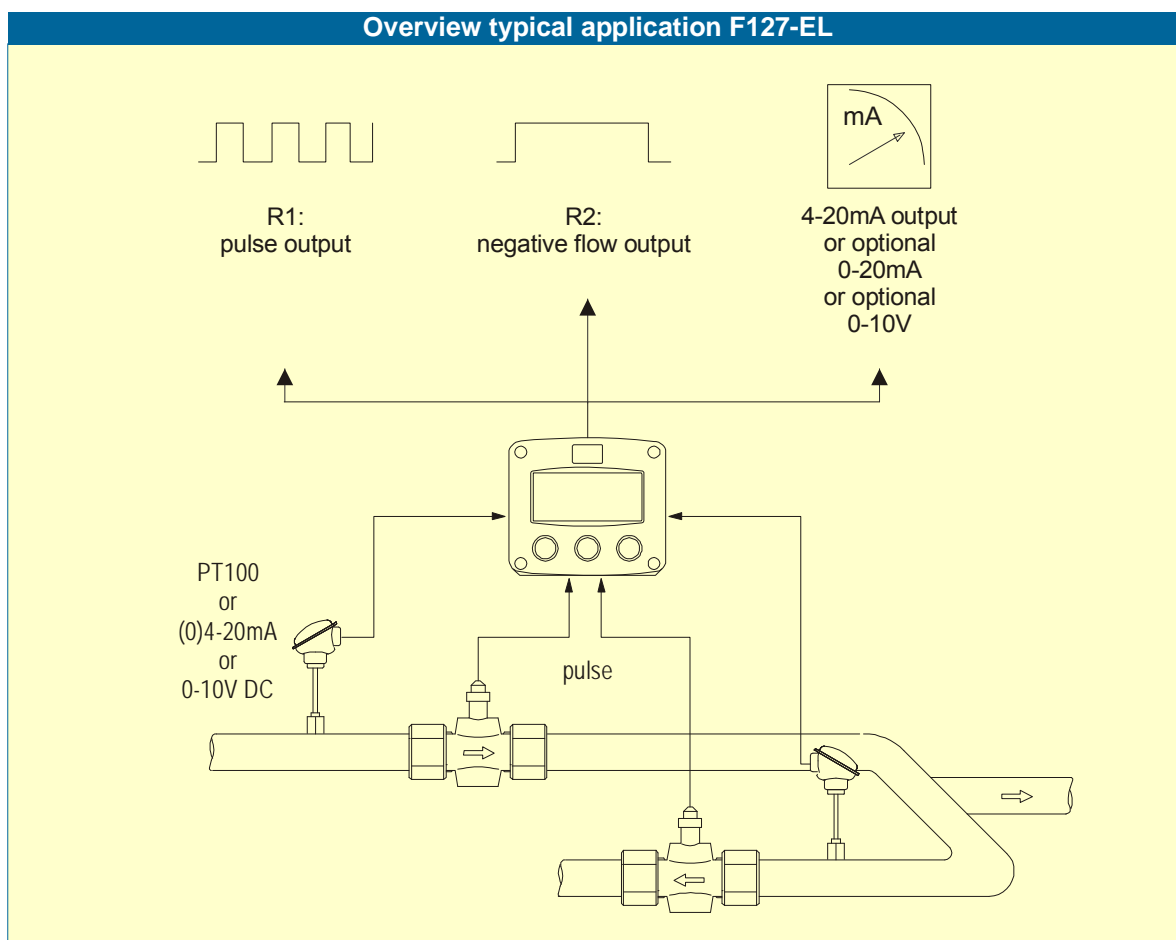 Overview typical application F127-EL
R1:
pulse output
R2:
negative flow output
mA
4-20mA output
or optional
0-20mA
or optional
0-10V
PT100
or
(0)4-20mA
or
0-10V DC
pulse